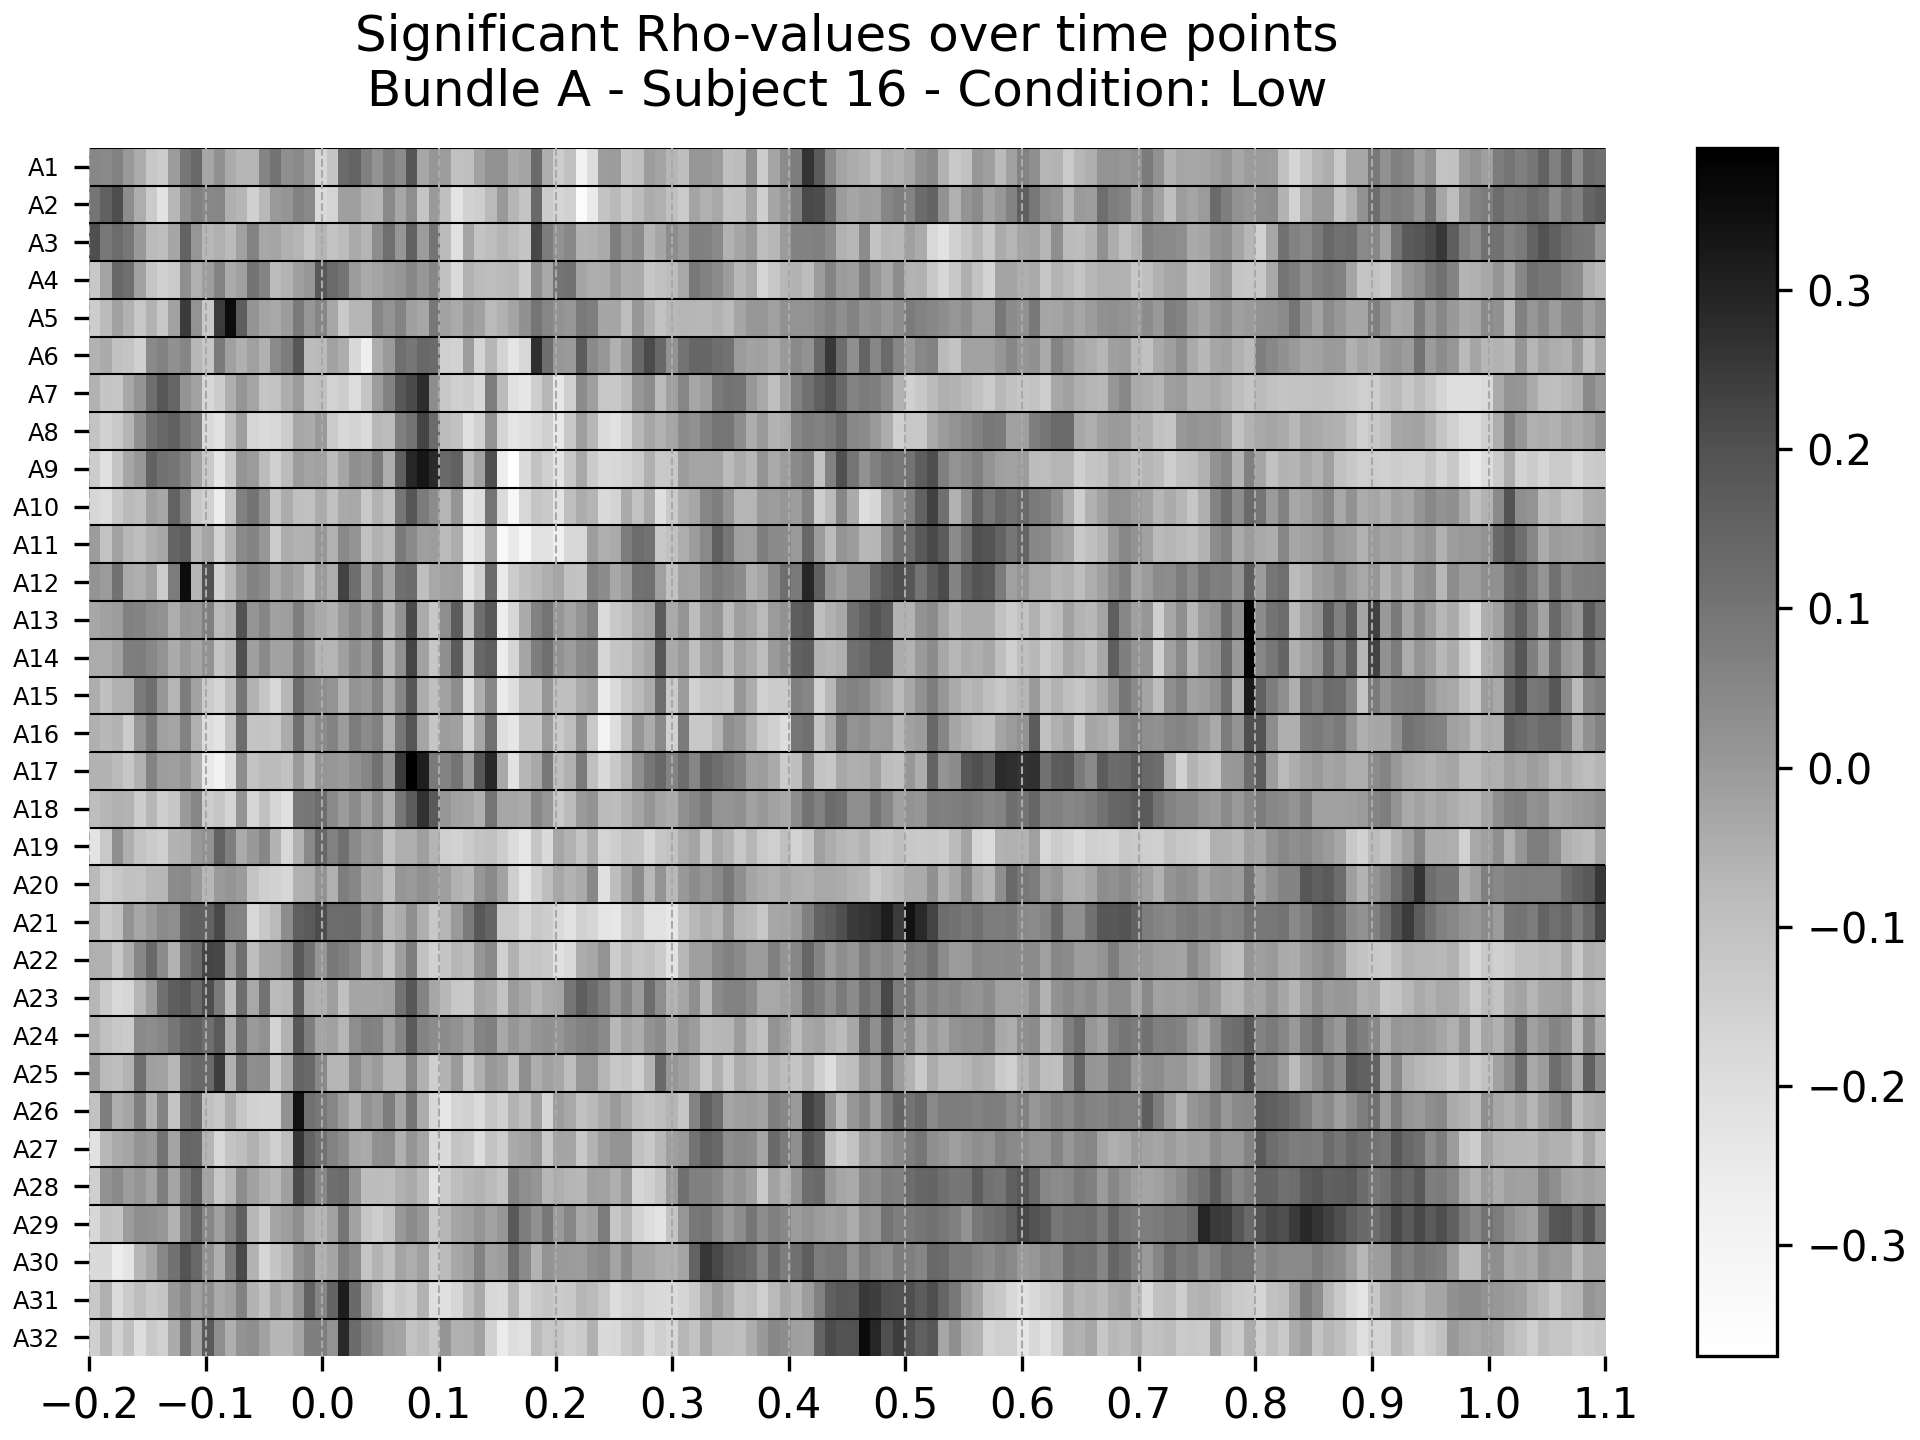 Significant Rho-values over time points
Bundle A - Subject 16 - Condition: Low
A1
A2
A3
A4
A5
A6
A7
A8
A9
A10
A11
A12
A13
A14
A15
A16
A17
A18
A19
A20
A21
A22
A23
A24
A25
A26
A27
A28
A29
A30
A31
A32
−0.2 −0.1 0.0 0.1 0.2 0.3 0.4 0.5 0.6 0.7 0.8 0.9 1.0 1.1
0.3
0.2
0.1
0.0
−0.1
−0.2
−0.3